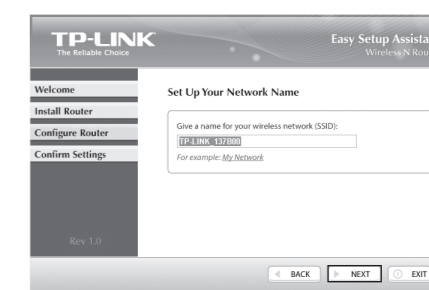 TP-LINK
The Reliable Choice
Easy Setup Assista
Wireless N Rou
Welcome
Install Router
Configure Router
Confirm Settings
Rev 1.0
Set Up Your Network Name
Give a name for your wireless network (SSID):
TP-LINK_137B00
For example: My Network
BACK
NEXT
EXIT